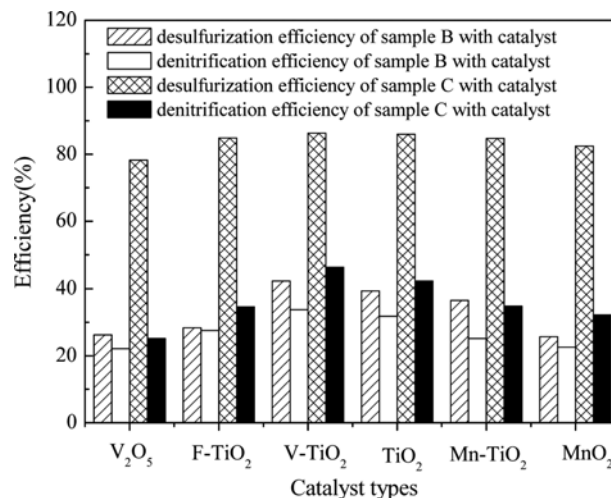 120
100
80
60
40
20
0
Efficiency(%)
desulfurization efficiency of sample B with catalyst
denitrification efficiency of sample B with catalyst
desulfurization efficiency of sample C with catalyst
denitrification efficiency of sample C with catalyst
V₂O₅ F-TiO₂ V-TiO₂ TiO₂ Mn-TiO₂ MnO₂
Catalyst types